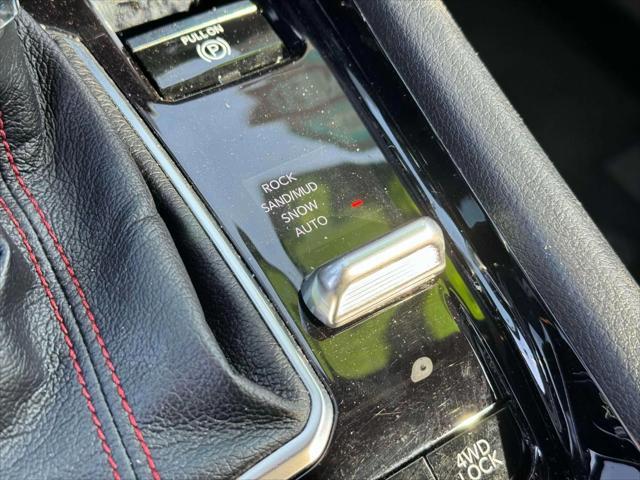 PULL ON
P
ROCK
SAND/MUD
SNOW
AUTO
4WD
LOCK